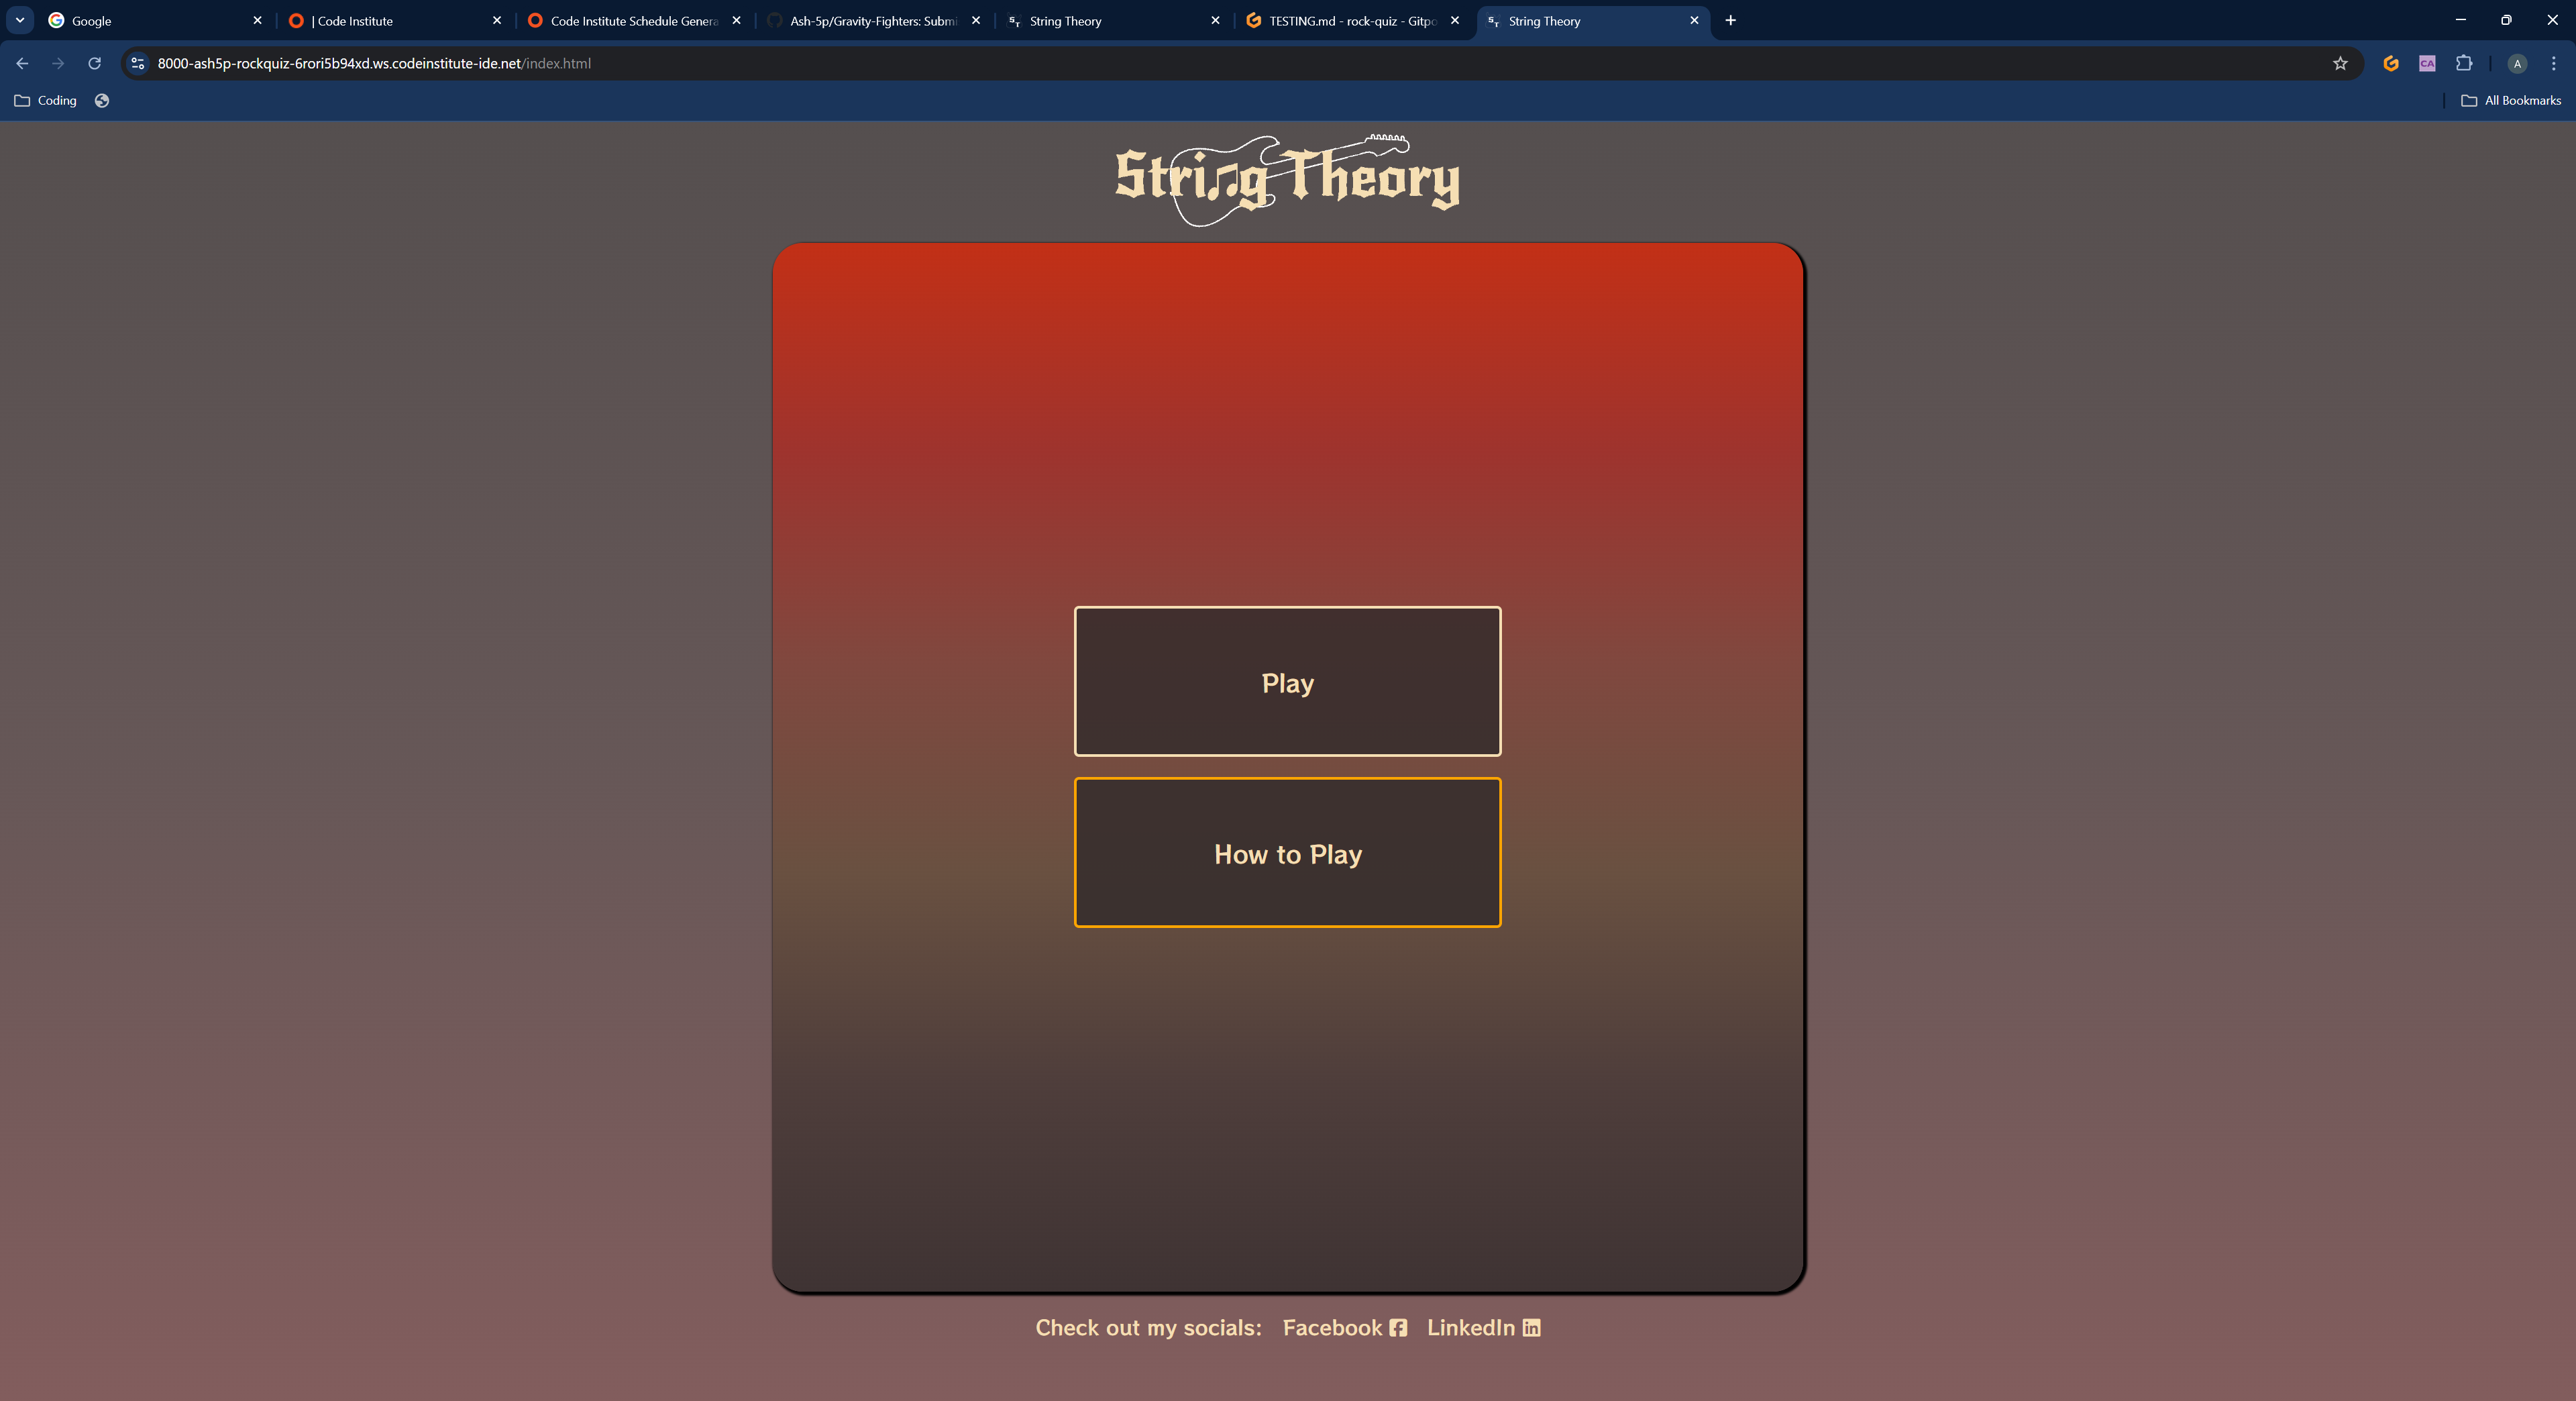 Google
| Code Institute
Code Institute Schedule Genera
Ash-5p/Gravity-Fighters: Submi
String Theory
TESTING.md - rock-quiz - Gitpo
String Theory
8000-ash5p-rockquiz-6rori5b94xd.ws.codeinstitute-ide.net/index.html
CA
A
Coding
All Bookmarks
String Theory
Play
How to Play
Check out my socials: Facebook LinkedIn